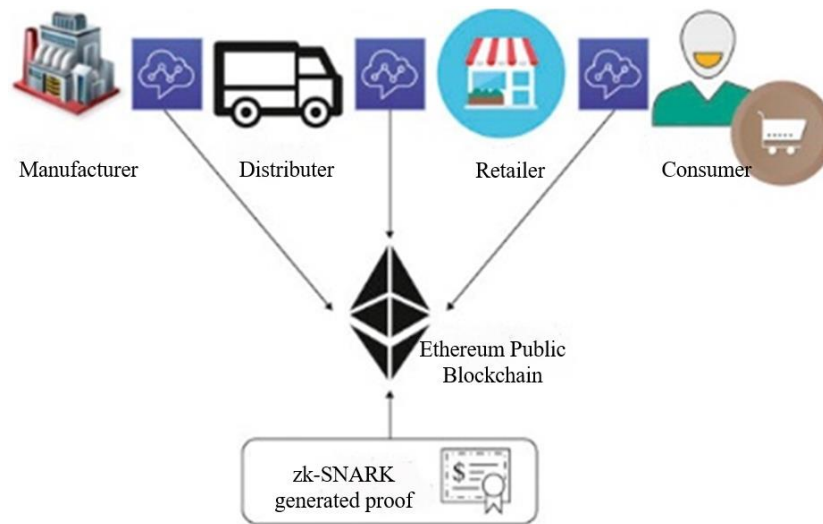 Manufacturer
Distributer
Retailer
Consumer
Ethereum Public
Blockchain
zk-SNARK
generated proof
$